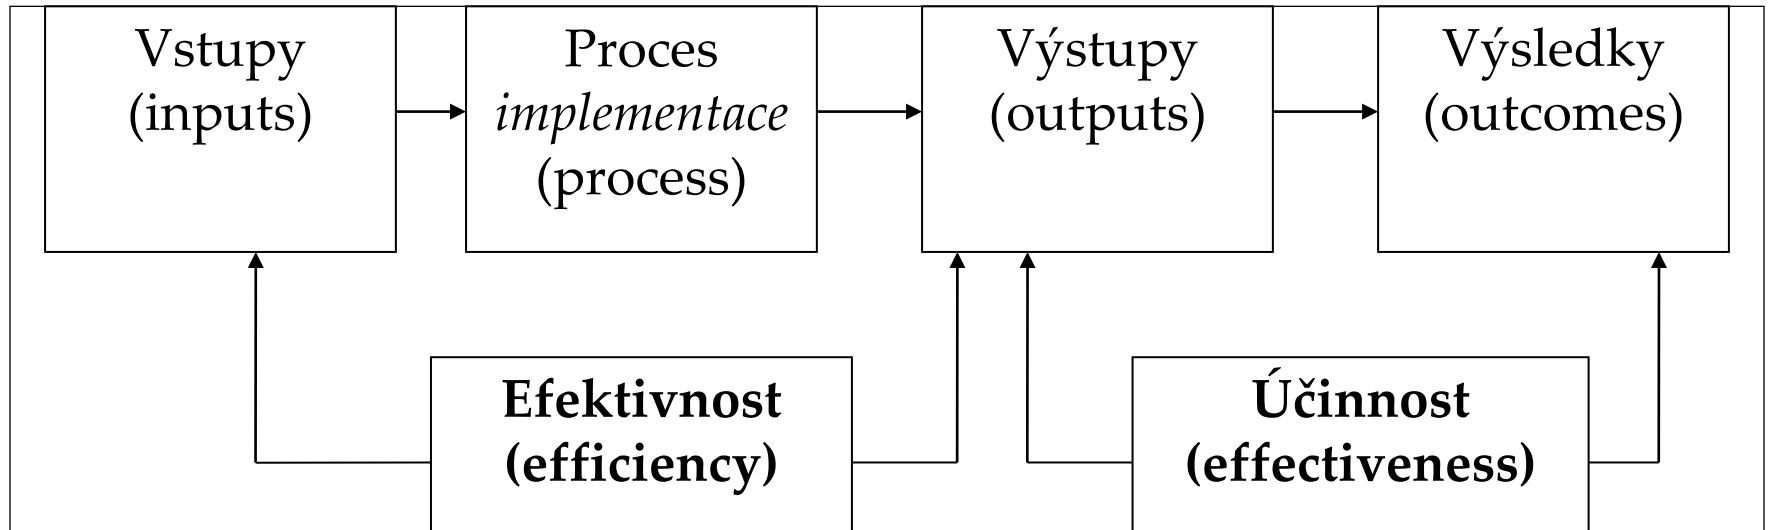 Vstupy
(inputs)
Proces
implementace
(process)
Výstupy
(outputs)
Výsledky
(outcomes)
Efektivnost
(efficiency)
Účinnost
(effectiveness)